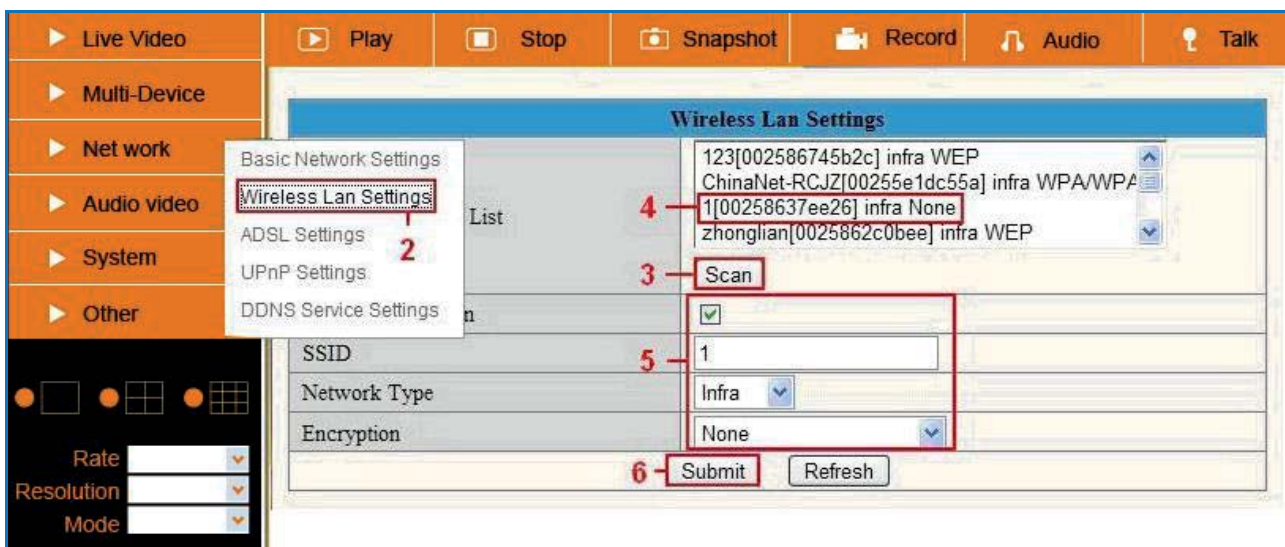 Live Video
Play
Stop
Snapshot
Record
Audio
Talk
Multi-Device
Net work
Audio video
System
Other
Basic Network Settings
Wireless Lan Settings
2
ADSL Settings
UPnP Settings
DDNS Service Settings
Wireless Lan Settings
List
123[002586745b2c] infra WEP
ChinaNet-RCJZ[00255e1dc55a] infra WPA/WPA
4
1[00258637ee26] infra None
zhonglian[0025862c0bee] infra WEP
3
Scan
n
SSID
5
1
Network Type
Infra
Encryption
None
6
Submit
Refresh
Rate
Resolution
Mode